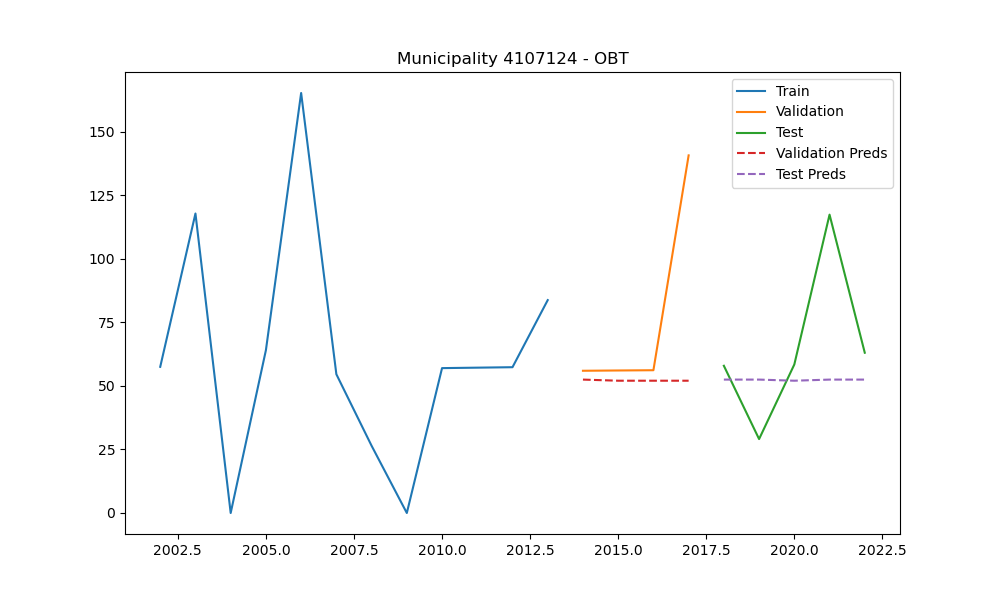 Municipality 4107124 - OBT
Train
Validation
Test
Validation Preds
Test Preds
150
125
100
75
50
25
0
2002.5 2005.0 2007.5 2010.0 2012.5 2015.0 2017.5 2020.0 2022.5